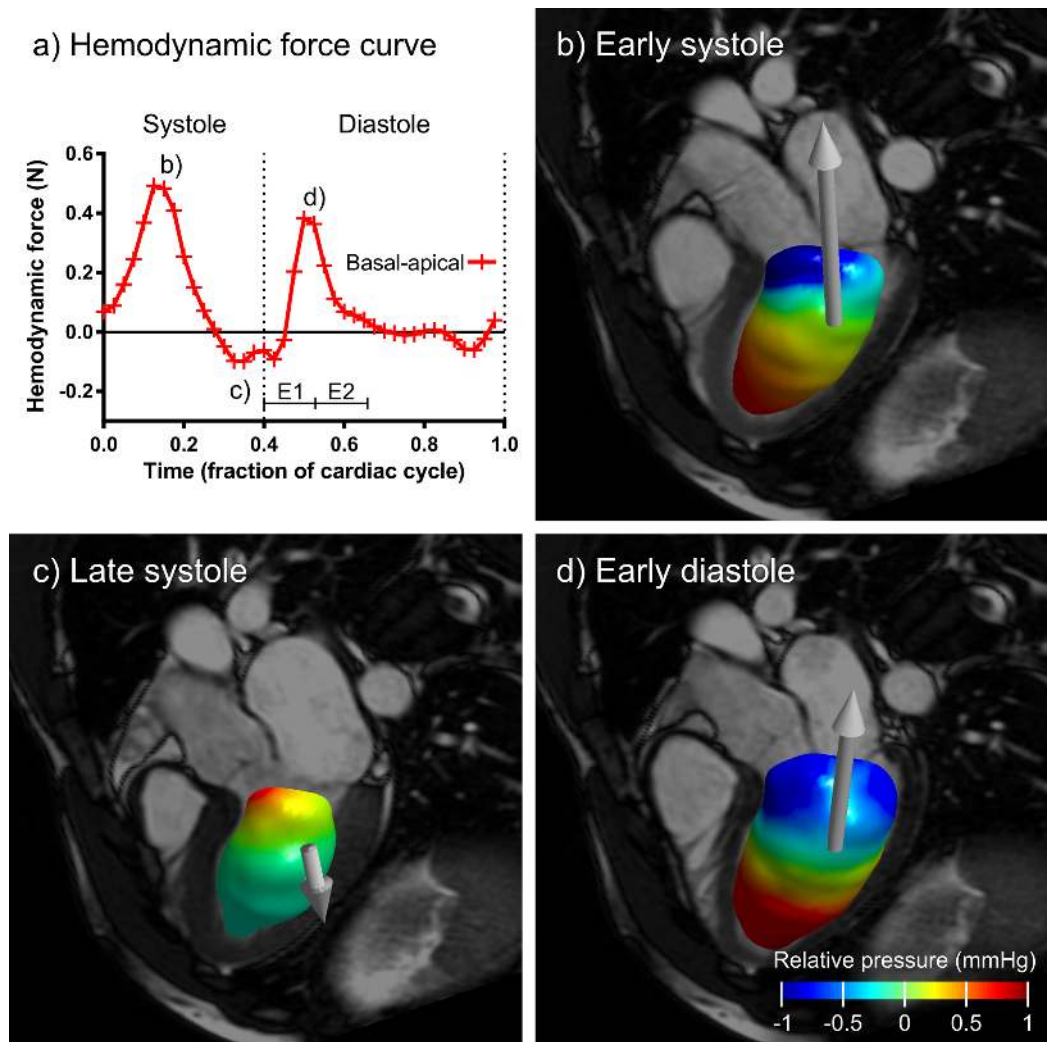 a) Hemodynamic force curve
Systole
Diastole
Hemodynamic force (N)
0.6
0.4
0.2
0.0
-0.2
b)
d)
Basal-apical
c)
E1
E2
0.0
0.2
0.4
0.6
0.8
1.0
Time (fraction of cardiac cycle)
b) Early systole
c) Late systole
d) Early diastole
Relative pressure (mmHg)
-1
-0.5
0
0.5
1